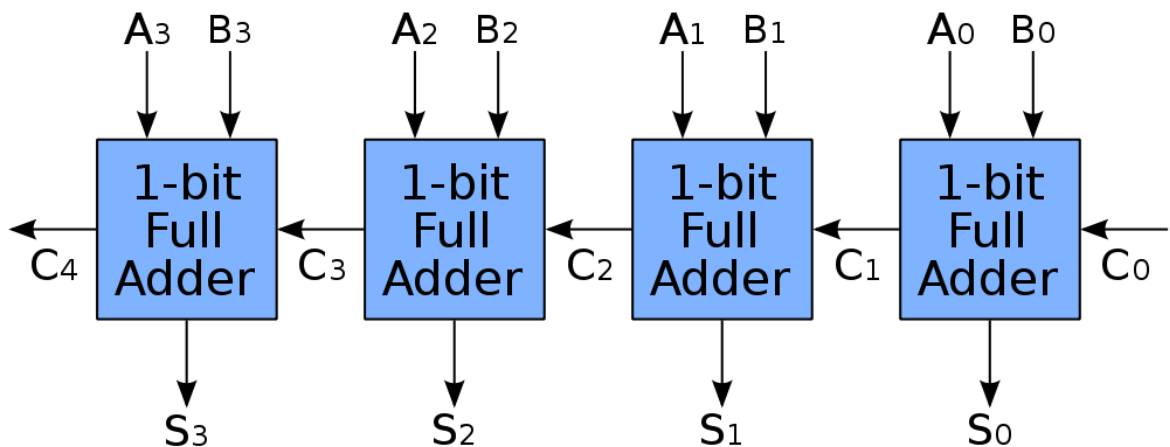 A3 B3 A2 B2 A1 B1 A0 B0
1-bit Full Adder 1-bit Full Adder 1-bit Full Adder 1-bit Full Adder
C4 C3 C2 C1 C0
S3 S2 S1 S0